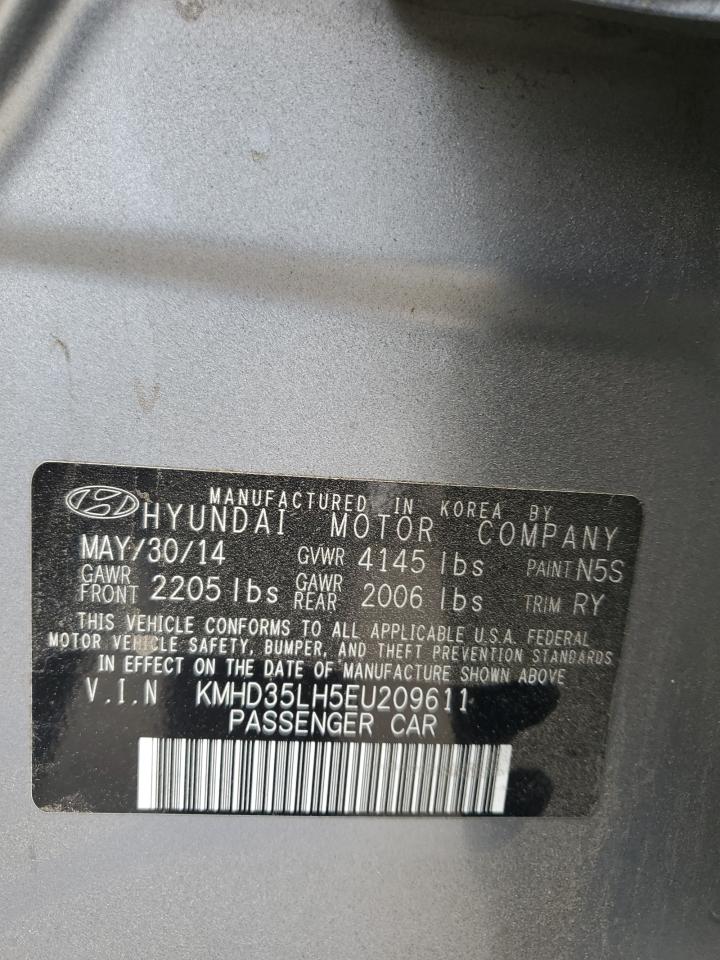 MANUFACTURED IN KOREA BY
HYUNDAI MOTOR COMPANY
MAY/30/14 GVWR 4145 lbs PAINT N5S
GAWR FRONT 2205 lbs GAWR REAR 2006 lbs TRIM RY
THIS VEHICLE CONFORMS TO ALL APPLICABLE U.S.A. FEDERAL
MOTOR VEHICLE SAFETY, BUMPER, AND THEFT PREVENTION STANDARDS
IN EFFECT ON THE DATE OF MANUFACTURE SHOWN ABOVE
V.I.N KMHD35LH5EU209611
PASSENGER CAR